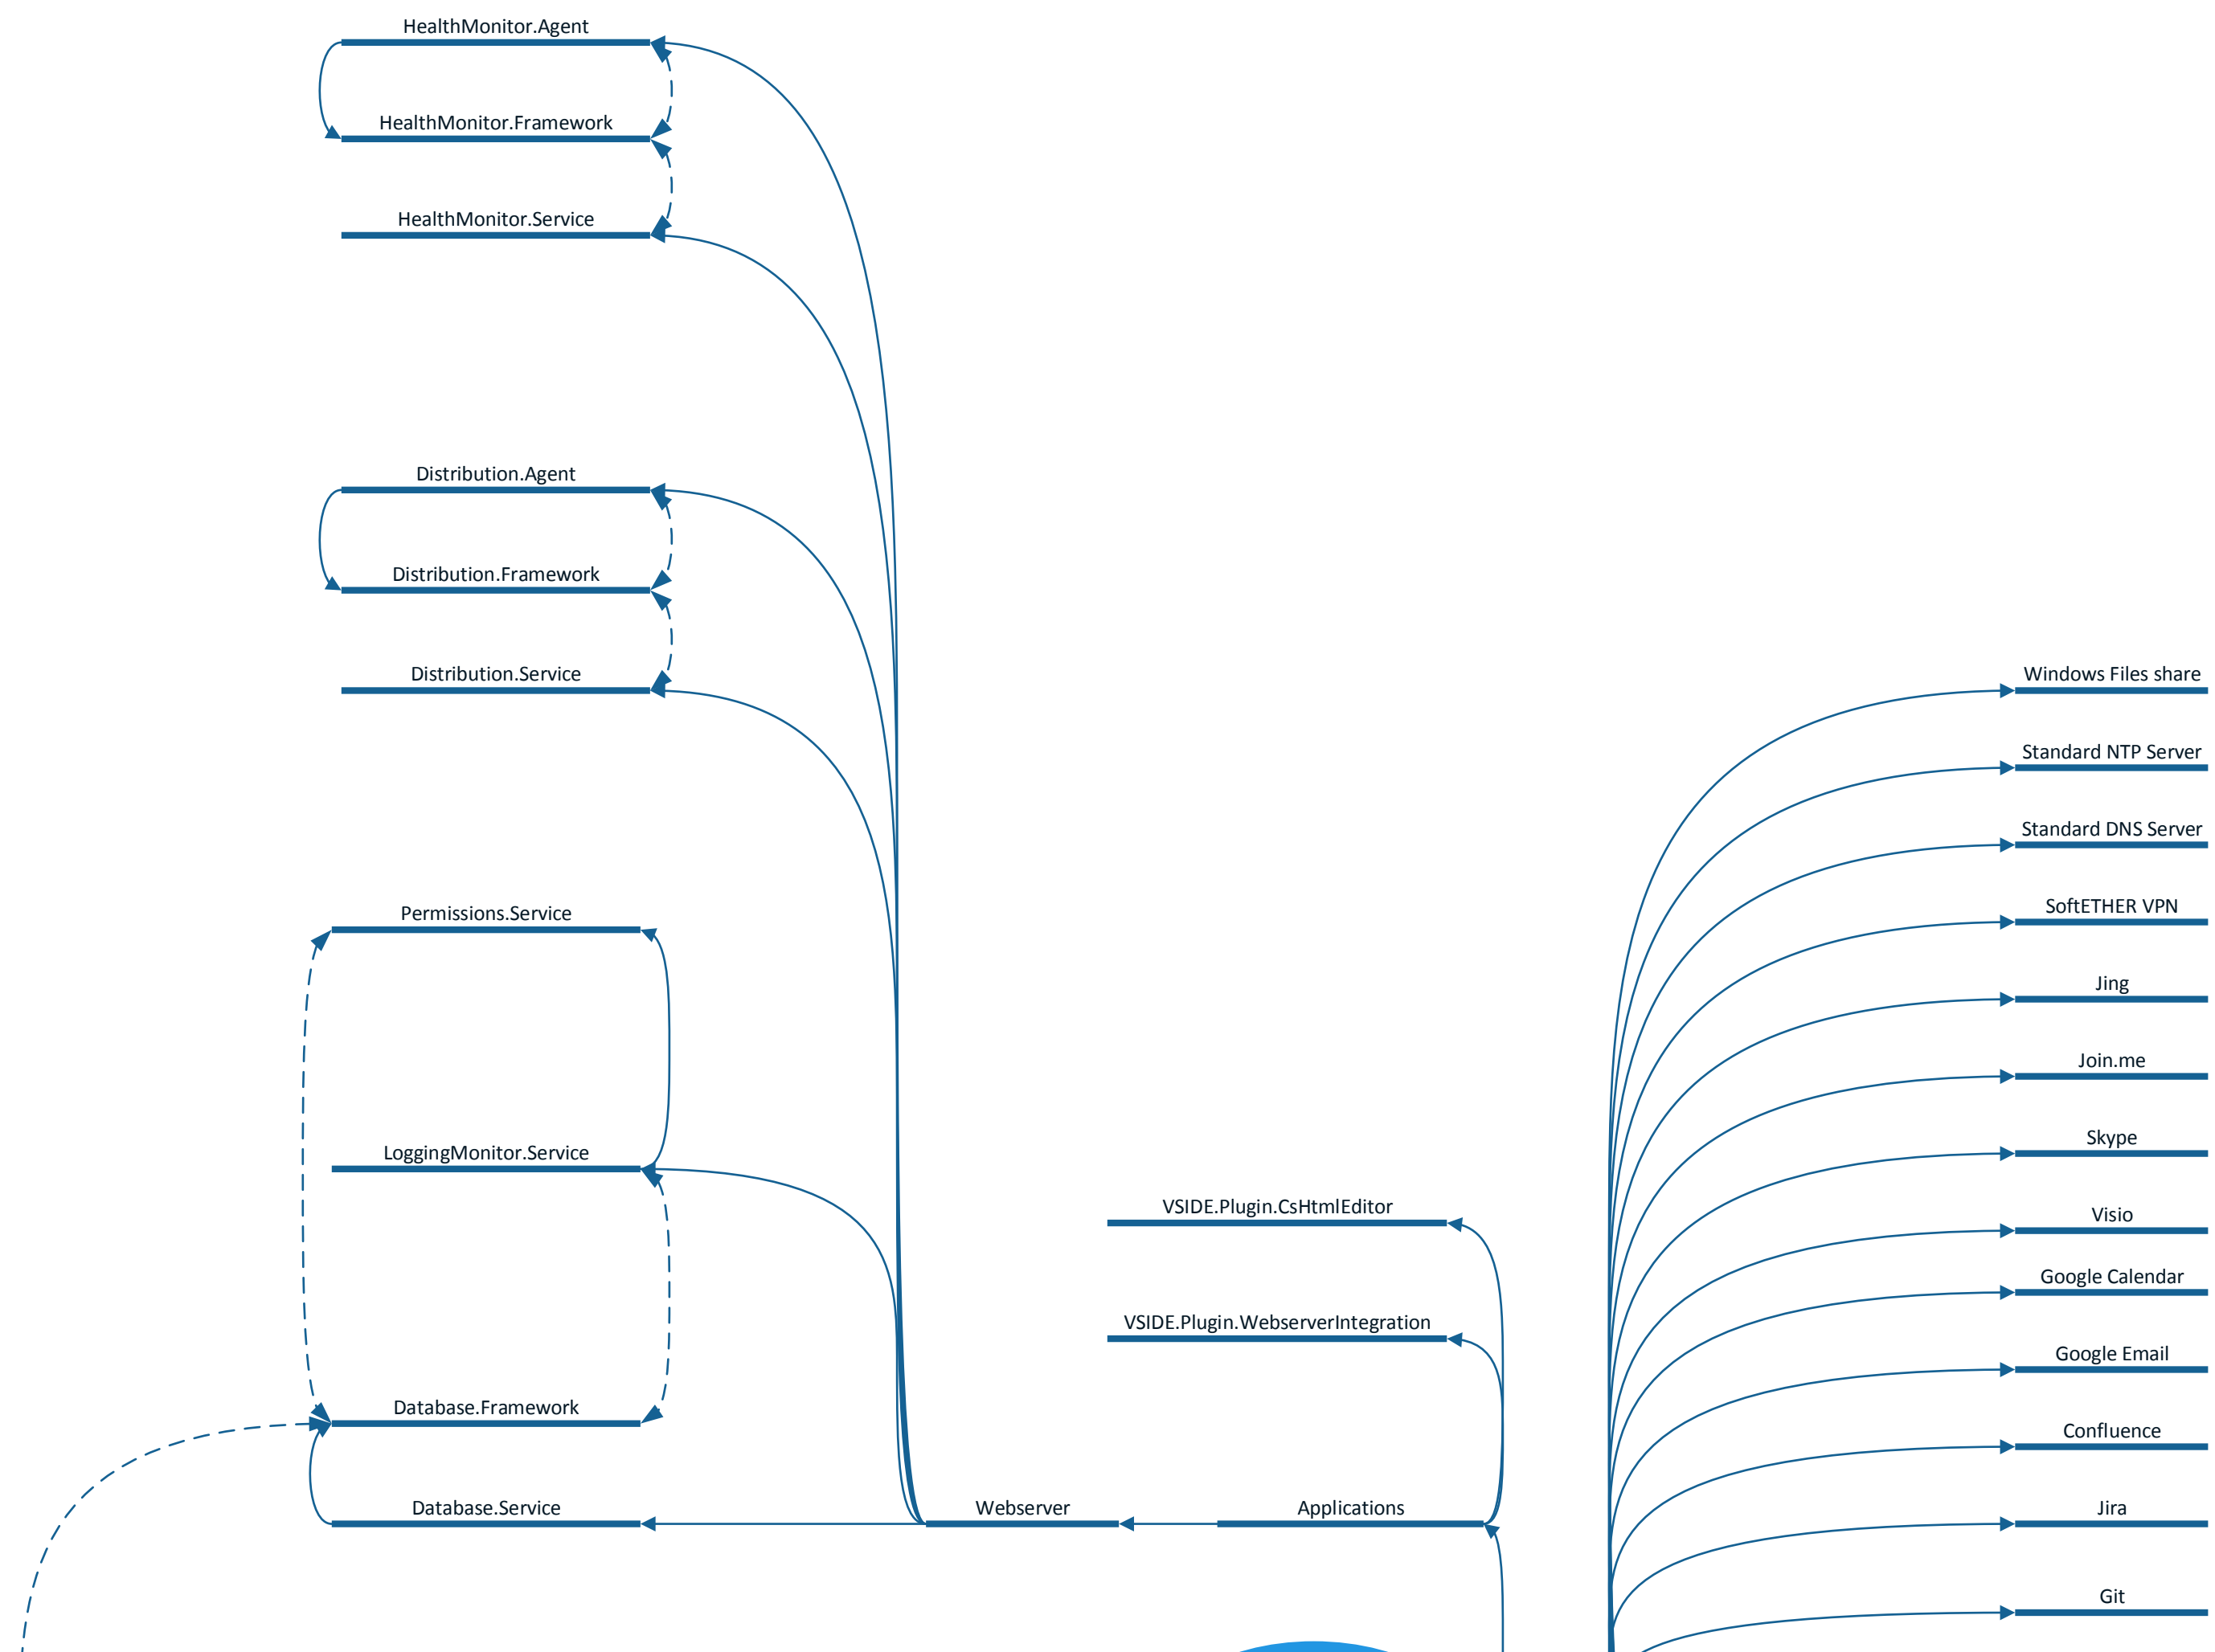 HealthMonitor.Agent
HealthMonitor.Framework
HealthMonitor.Service
Distribution.Agent
Distribution.Framework
Distribution.Service
Permissions.Service
LoggingMonitor.Service
Database.Framework
Database.Service
Webserver
Applications
VSIDE.Plugin.CsHtmlEditor
VSIDE.Plugin.WebserverIntegration
Windows Files share
Standard NTP Server
Standard DNS Server
SoftETHER VPN
Jing
Join.me
Skype
Visio
Google Calendar
Google Email
Confluence
Jira
Git